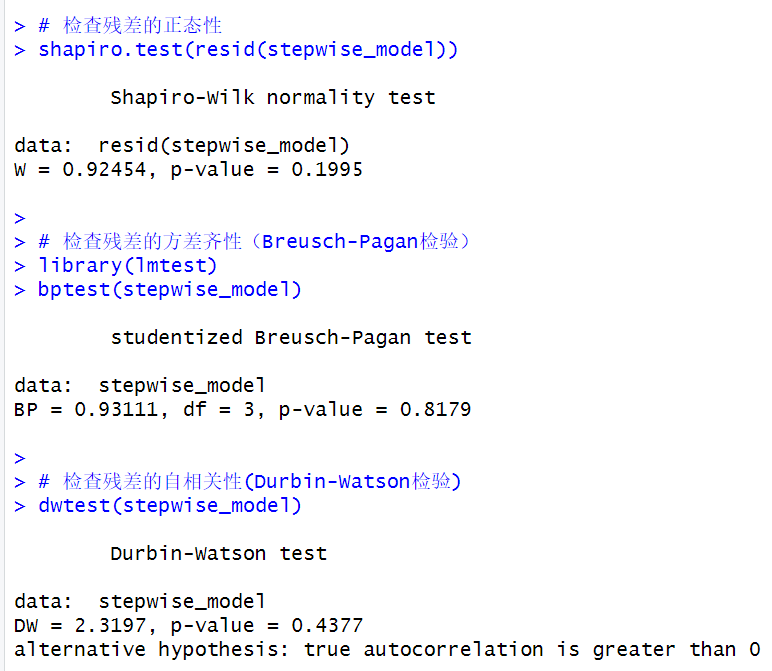 > # 检查残差的正态性
> shapiro.test(resid(stepwise_model))
Shapiro-Wilk normality test
data:  resid(stepwise_model)
W = 0.92454, p-value = 0.1995
>
> # 检查残差的方差齐性（Breusch-Pagan检验）
> library(lmtest)
> bptest(stepwise_model)
studentized Breusch-Pagan test
data:  stepwise_model
BP = 0.93111, df = 3, p-value = 0.8179
>
> # 检查残差的自相关性(Durbin-Watson检验)
> dwtest(stepwise_model)
Durbin-Watson test
data:  stepwise_model
DW = 2.3197, p-value = 0.4377
alternative hypothesis: true autocorrelation is greater than 0